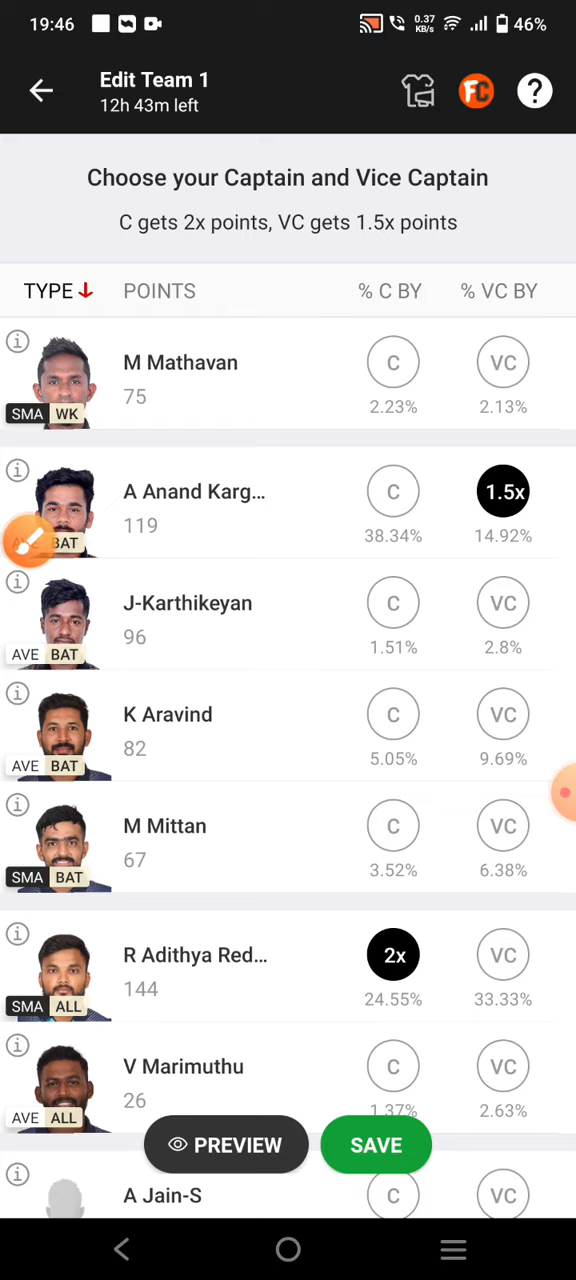 19:46 0.37 KB/s 46%
Edit Team 1
12h 43m left
FC ?
Choose your Captain and Vice Captain
C gets 2x points, VC gets 1.5x points
TYPE POINTS % C BY % VC BY
i M Mathavan C VC
75
SMA WK 2.23% 2.13%
i A Anand Karg... C 1.5x
119
BAT 38.34% 14.92%
i J-Karthikeyan C VC
96
AVE BAT 1.51% 2.8%
i K Aravind C VC
82
AVE BAT 5.05% 9.69%
i M Mittan C VC
67
SMA BAT 3.52% 6.38%
i R Adithya Red... 2x VC
144
SMA ALL 24.55% 33.33%
i V Marimuthu C VC
26
AVE ALL 1.37% 2.63%
PREVIEW SAVE
i A Jain-S C VC